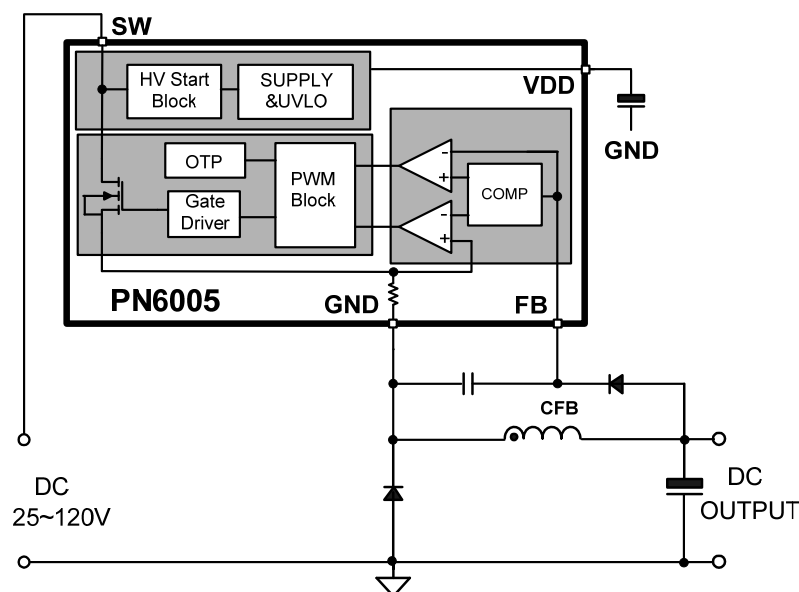 SW
HV Start
Block
SUPPLY
&UVLO
VDD
GND
OTP
PWM
Block
Gate
Driver
-
+
-
+
COMP
PN6005
GND
FB
CFB
DC
25~120V
DC
OUTPUT